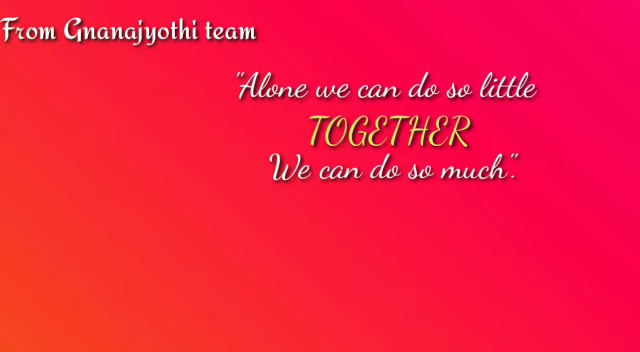 From Gnanajyothi team
"Alone we can do so little
TOGETHER
We can do so much".